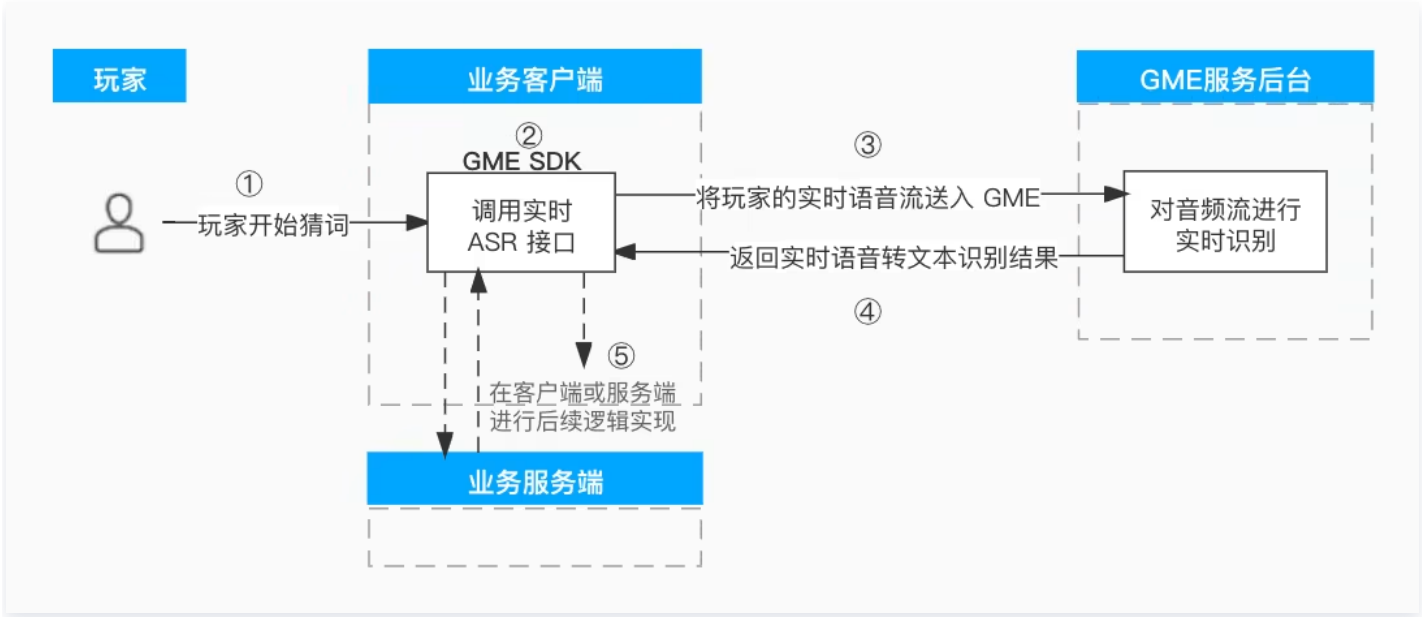 玩家
业务客户端
GME服务后台
①
玩家开始猜词
②
GME SDK
调用实时
ASR 接口
③
将玩家的实时语音流送入 GME
对音频流进行
实时识别
返回实时语音转文本识别结果
④
⑤
在客户端或服务端
进行后续逻辑实现
业务服务端